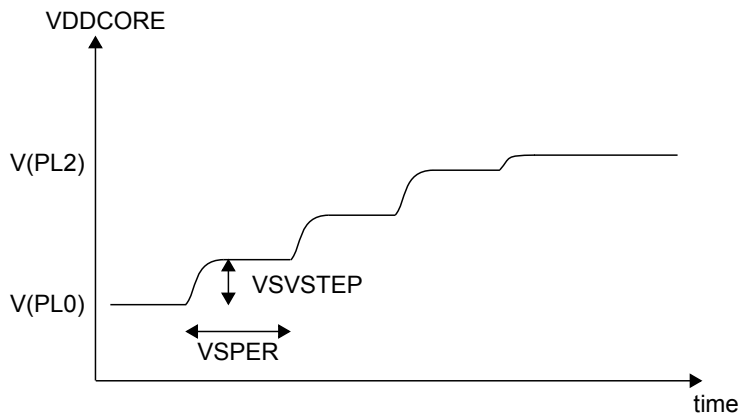 VDDCORE
V(PL2)
VSVSTEP
V(PL0)
VSPER
time